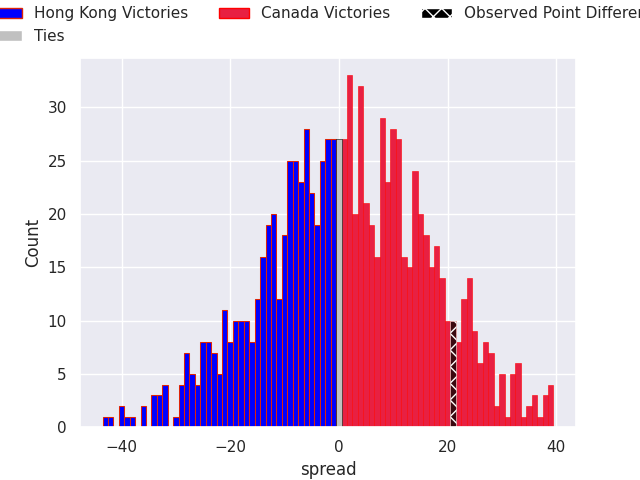 Hong Kong Victories
Canada Victories
Observed Point
Ties
30
25
20
15
10
5
0
Count
−40
−20
0
20
40
spread